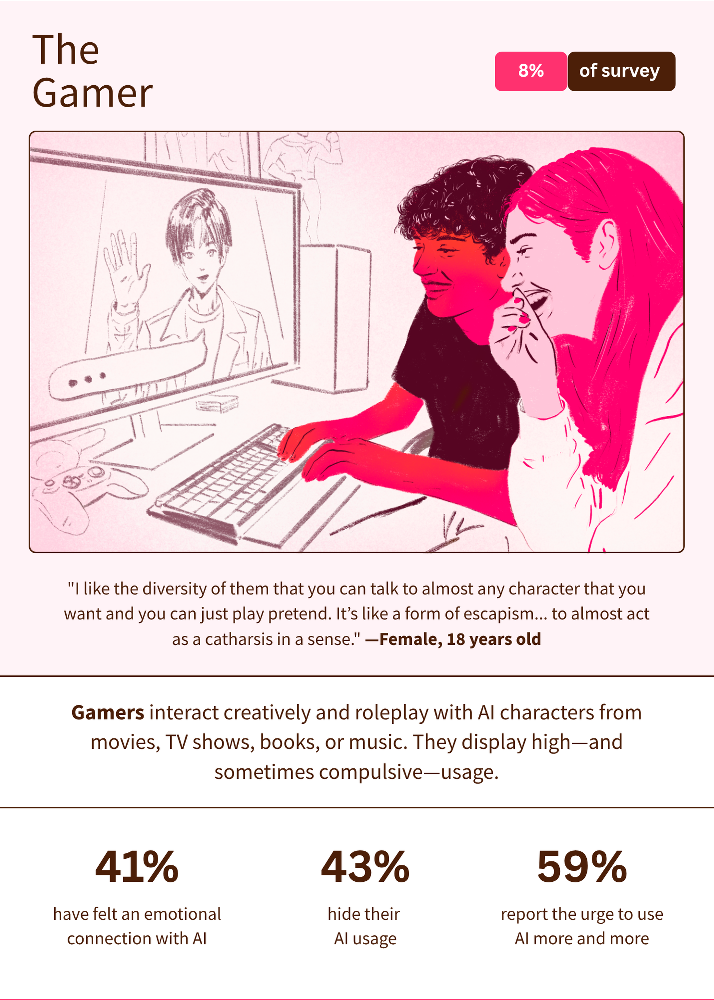 The
Gamer
8% of survey
"I like the diversity of them that you can talk to almost any character that you
want and you can just play pretend. It’s like a form of escapism... to almost act
as a catharsis in a sense." —Female, 18 years old
Gamers interact creatively and roleplay with AI characters from
movies, TV shows, books, or music. They display high—and
sometimes compulsive—usage.
41%
have felt an emotional
connection with AI
43%
hide their
AI usage
59%
report the urge to use
AI more and more